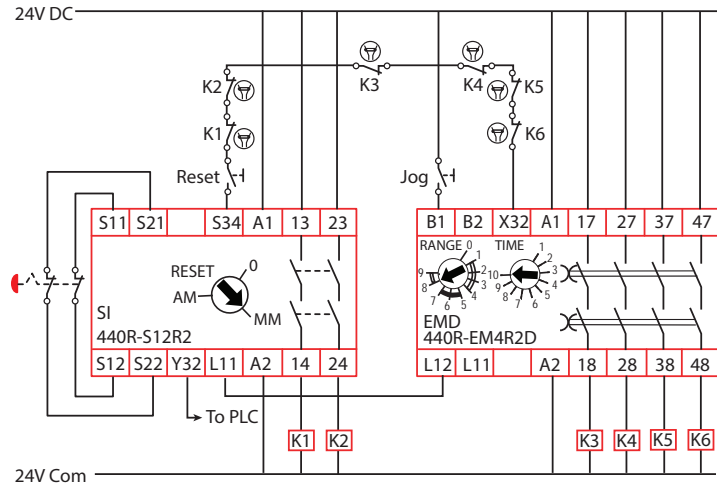 24V DC
K2
K3
K4
K5
K1
K6
Reset
Jog
S11 S21 S34 A1 13 23
B1 B2 X32 A1 17 27 37 47
RANGE 0 1 2 3 4 5 6 7 8 9
TIME 1 2 3 4 5 6 7 8 9 10
RESET 0
AM
MM
SI
440R-S12R2
EMD
440R-EM4R2D
S12 S22 Y32 L11 A2 14 24
L12 L11 A2 18 28 38 48
To PLC
K1 K2
K3 K4 K5 K6
24V Com